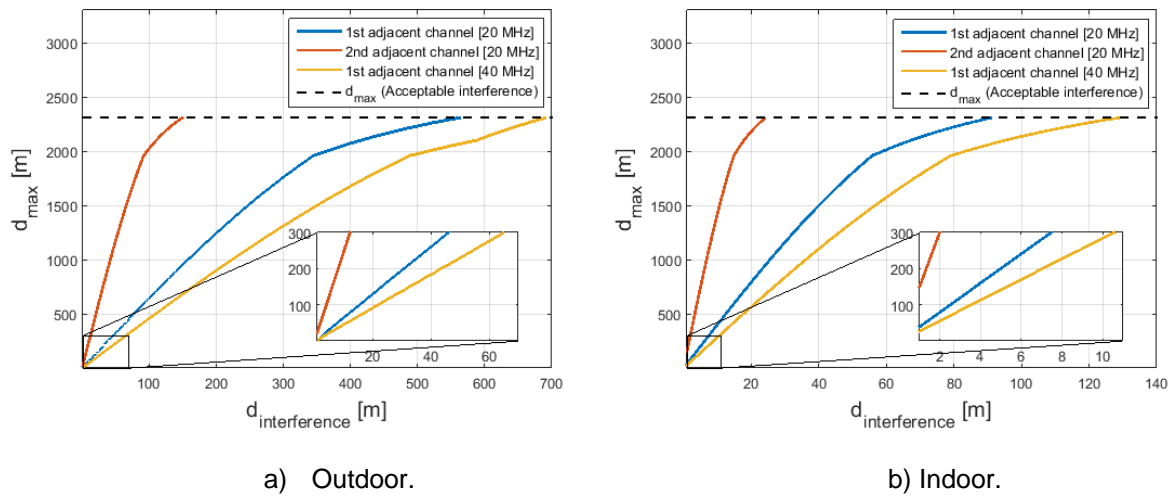 3000
2500
2000
1500
1000
500
d_max [m]
1st adjacent channel [20 MHz]
2nd adjacent channel [20 MHz]
1st adjacent channel [40 MHz]
d_max (Acceptable interference)
300
200
100
20 40 60
100 200 300 400 500 600 700
d_interference [m]
a) Outdoor.
3000
2500
2000
1500
1000
500
d_max [m]
1st adjacent channel [20 MHz]
2nd adjacent channel [20 MHz]
1st adjacent channel [40 MHz]
d_max (Acceptable interference)
300
200
100
2 4 6 8 10
20 40 60 80 100 120 140
d_interference [m]
b) Indoor.